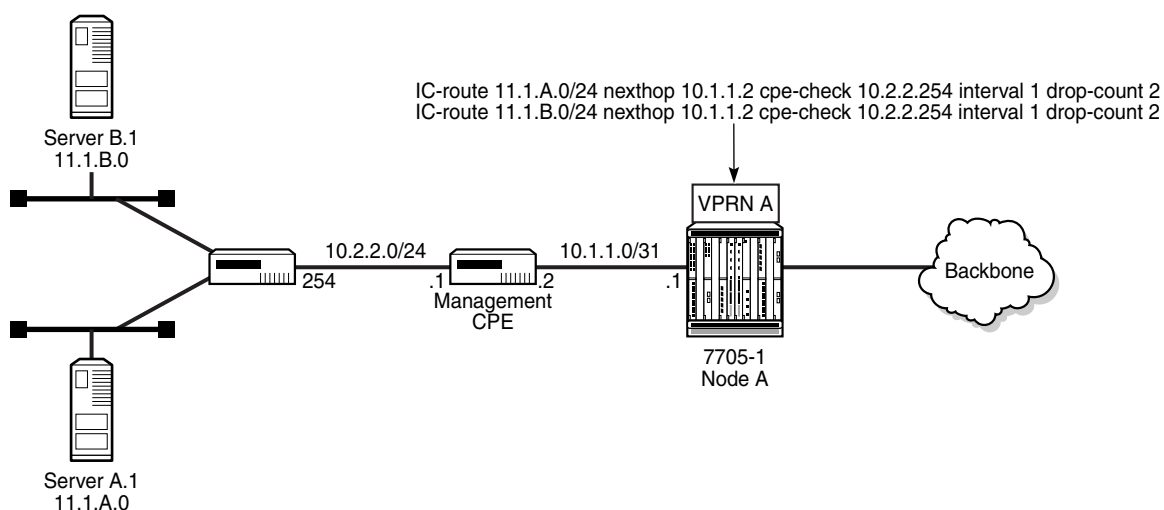 IC-route 11.1.A.0/24 nexthop 10.1.1.2 cpe-check 10.2.2.254 interval 1 drop-count 2
IC-route 11.1.B.0/24 nexthop 10.1.1.2 cpe-check 10.2.2.254 interval 1 drop-count 2
Server B.1
11.1.B.0
VPRN A
10.2.2.0/24
10.1.1.0/31
254
.1
.2
.1
Management
CPE
Backbone
7705-1
Node A
Server A.1
11.1.A.0